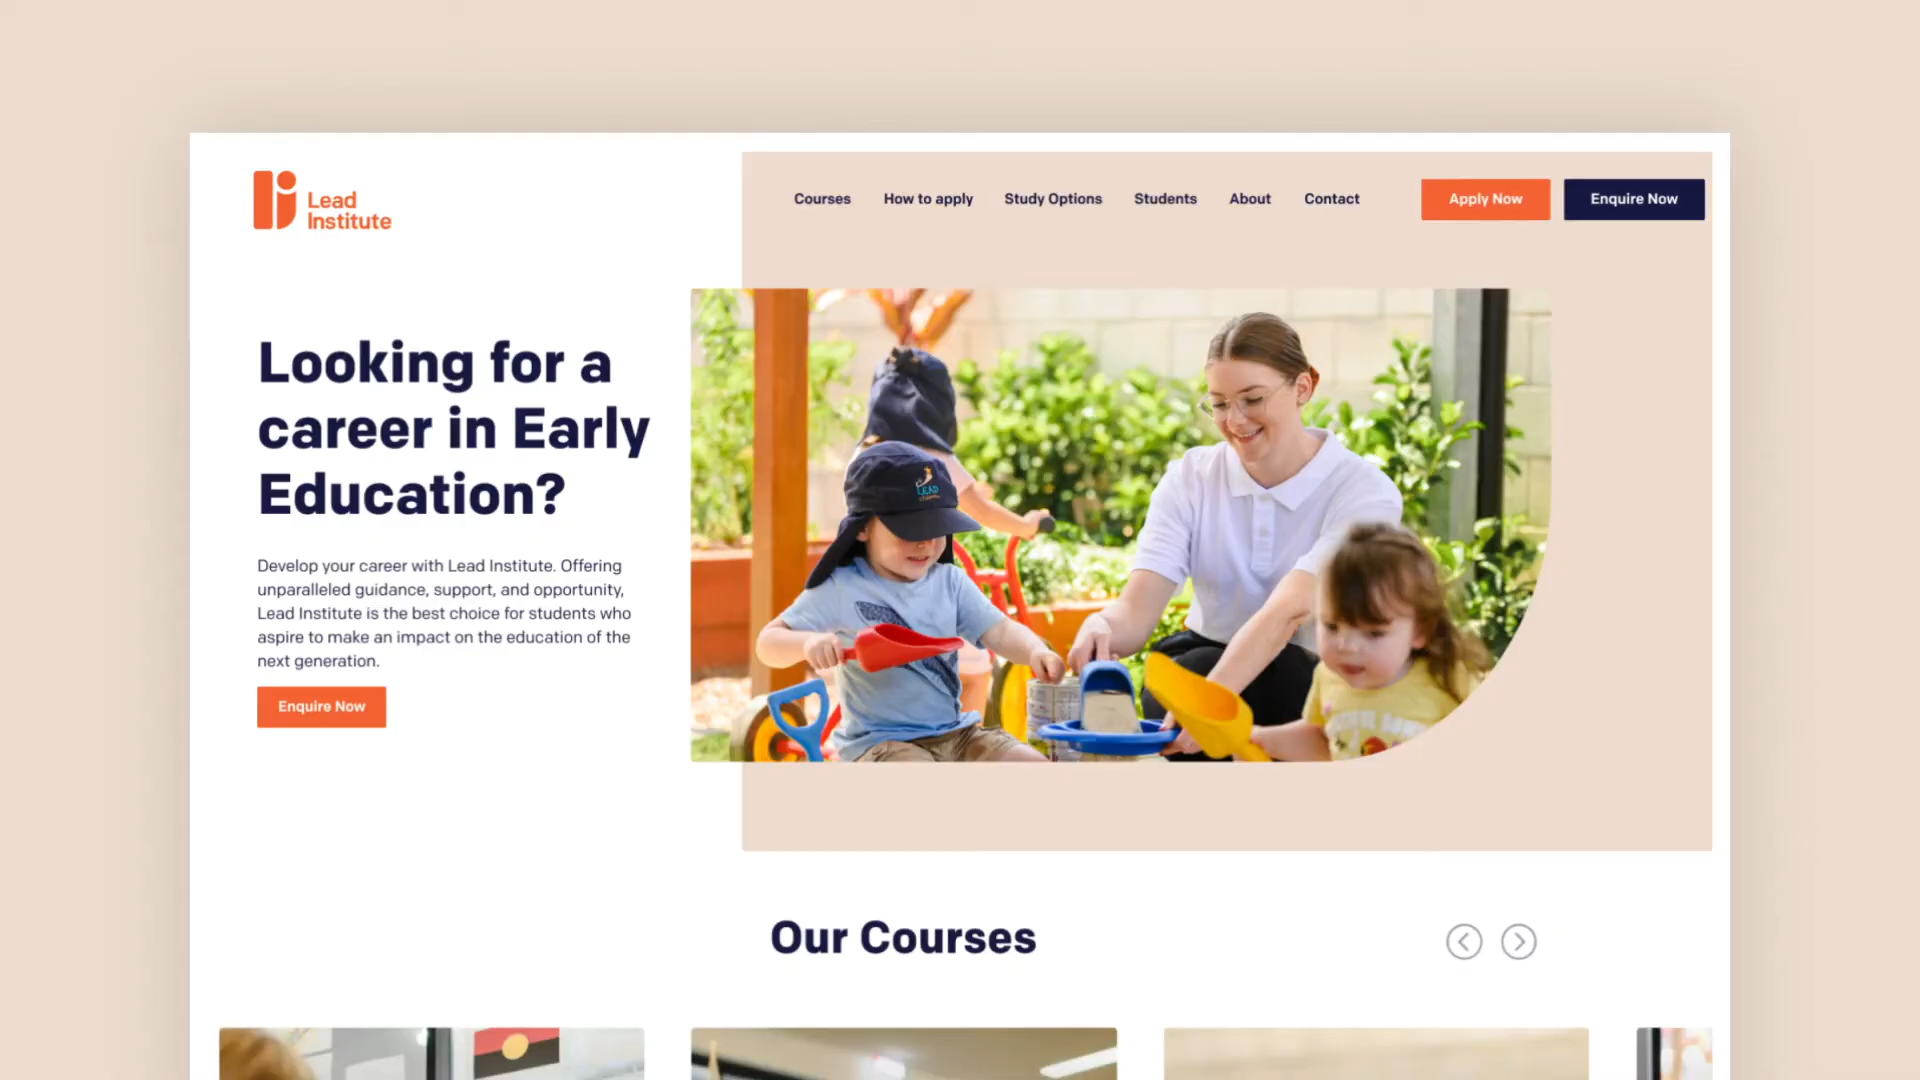 Lead
Institute
Courses
How to apply
Study Options
Students
About
Contact
Apply Now
Enquire Now
Looking for a
career in Early
Education?
Develop your career with Lead Institute. Offering
unparalleled guidance, support, and opportunity,
Lead Institute is the best choice for students who
aspire to make an impact on the education of the
next generation.
Enquire Now
LEAD
Our Courses